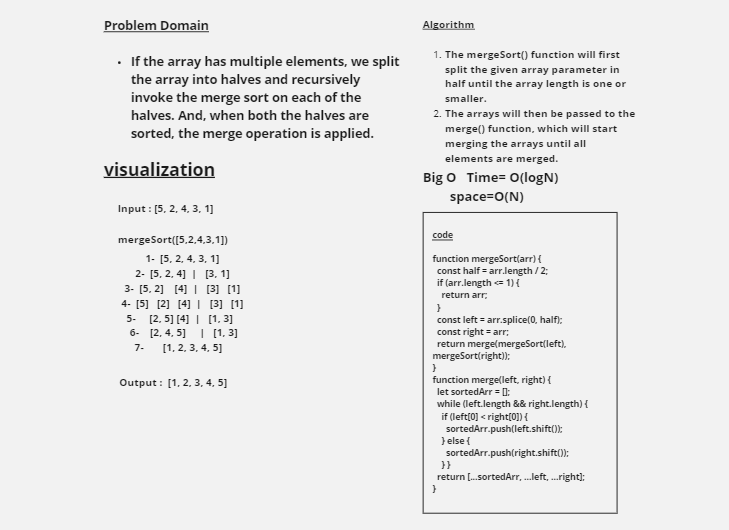 Problem Domain
• If the array has multiple elements, we split
the array into halves and recursively
invoke the merge sort on each of the
halves. And, when both the halves are
sorted, the merge operation is applied.
visualization
Input : [5, 2, 4, 3, 1]
mergeSort([5,2,4,3,1])
1- [5, 2, 4, 3, 1]
2- [5, 2, 4] | [3, 1]
3- [5, 2] [4] | [3] [1]
4- [5] [2] [4] | [3] [1]
5- [2, 5] [4] | [1, 3]
6- [2, 4, 5] | [1, 3]
7- [1, 2, 3, 4, 5]
Output : [1, 2, 3, 4, 5]
Algorithm
1. The mergeSort() function will first
split the given array parameter in
half until the array length is one or
smaller.
2. The arrays will then be passed to the
merge() function, which will start
merging the arrays until all
elements are merged.
Big O Time= O(logN)
space=O(N)
code
function mergeSort(arr) {
const half = arr.length / 2;
if (arr.length <= 1) {
return arr;
}
const left = arr.splice(0, half);
const right = arr;
return merge(mergeSort(left),
mergeSort(right));
}
function merge(left, right) {
let sortedArr = [];
while (left.length && right.length) {
if (left[0] < right[0]) {
sortedArr.push(left.shift());
} else {
sortedArr.push(right.shift());
} }
return [...sortedArr, ...left, ...right];
}